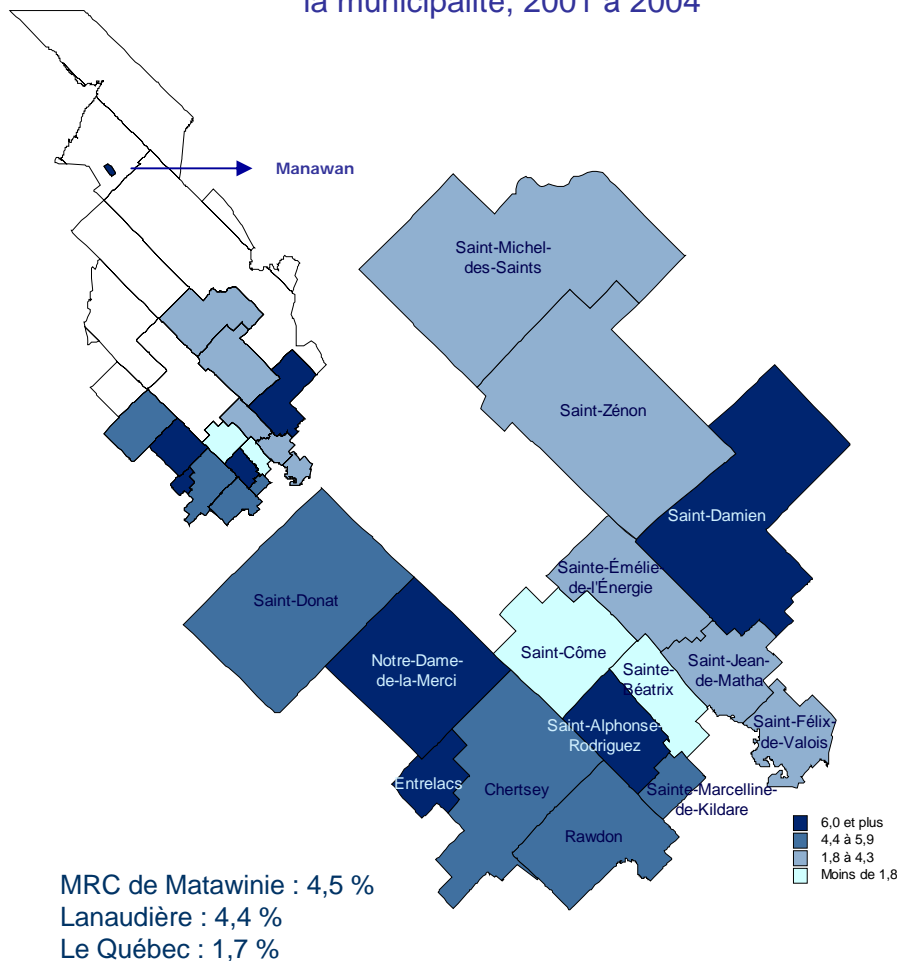 la municipalité, 2001 à 2004
Manawan
Saint-Michel-
des-Saints
Saint-Zénon
Saint-Damien
Sainte-Émélie-
de-l'Énergie
Saint-Donat
Saint-Côme
Notre-Dame-
de-la-Merci
Sainte-
Béatrix
Saint-Jean-
de-Matha
Saint-Félix-
de-Valois
Saint-Alphonse-
Rodriguez
Entrelacs
Chertsey
Sainte-Marcelline-
de-Kildare
Rawdon
6,0 et plus
4,4 à 5,9
1,8 à 4,3
Moins de 1,8
MRC de Matawinie : 4,5 %
Lanaudière : 4,4 %
Le Québec : 1,7 %